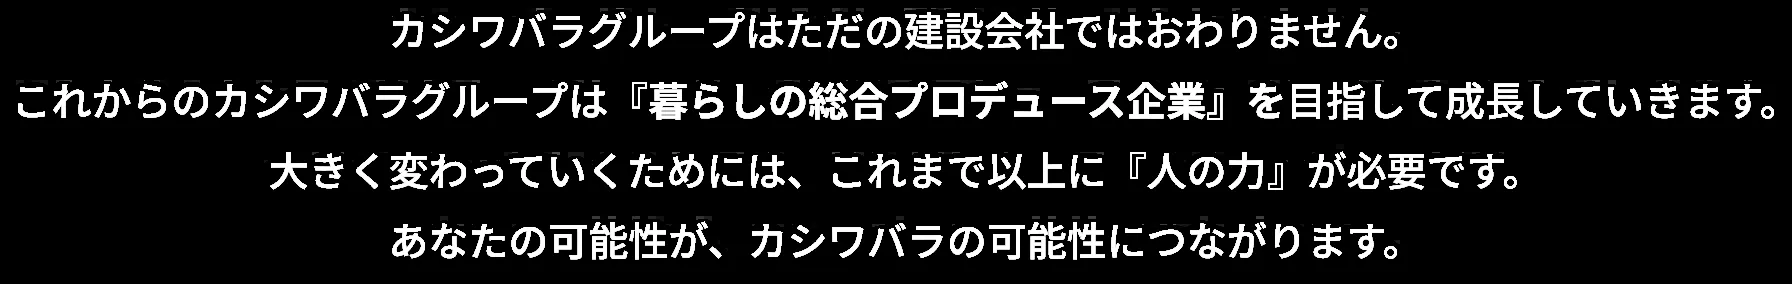 カシワバラグループはただの建設会社ではおわりません。
これからのカシワバラグループは『暮らしの総合プロデュース企業』を目指して成長していきます。
大きく変わっていくためには、これまで以上に『人の力』が必要です。
あなたの可能性が、カシワバラの可能性につながります。